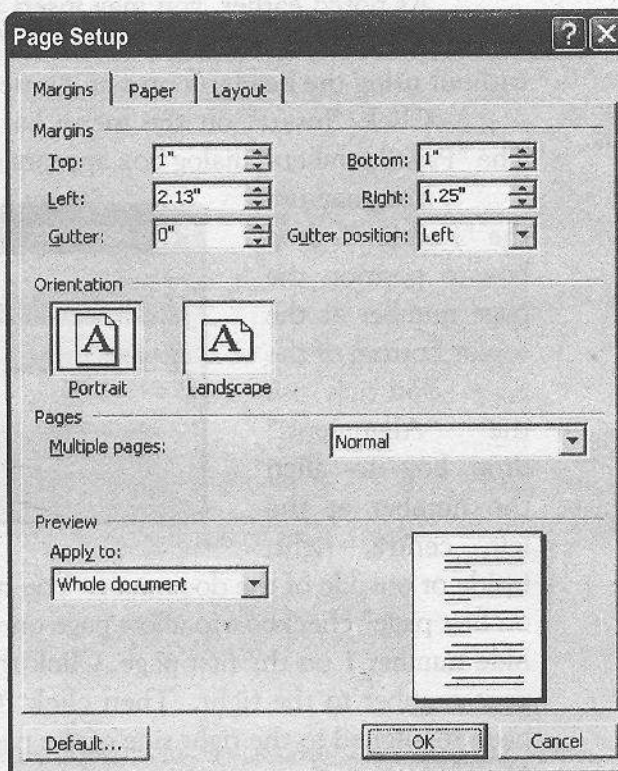 Page Setup
Margins Paper Layout
Margins
Top: 1" Bottom: 1"
Left: 2.13" Right: 1.25"
Gutter: 0" Gutter position: Left
Orientation
A A
Portrait Landscape
Pages
Multiple pages: Normal
Preview
Apply to:
Whole document
Default... OK Cancel